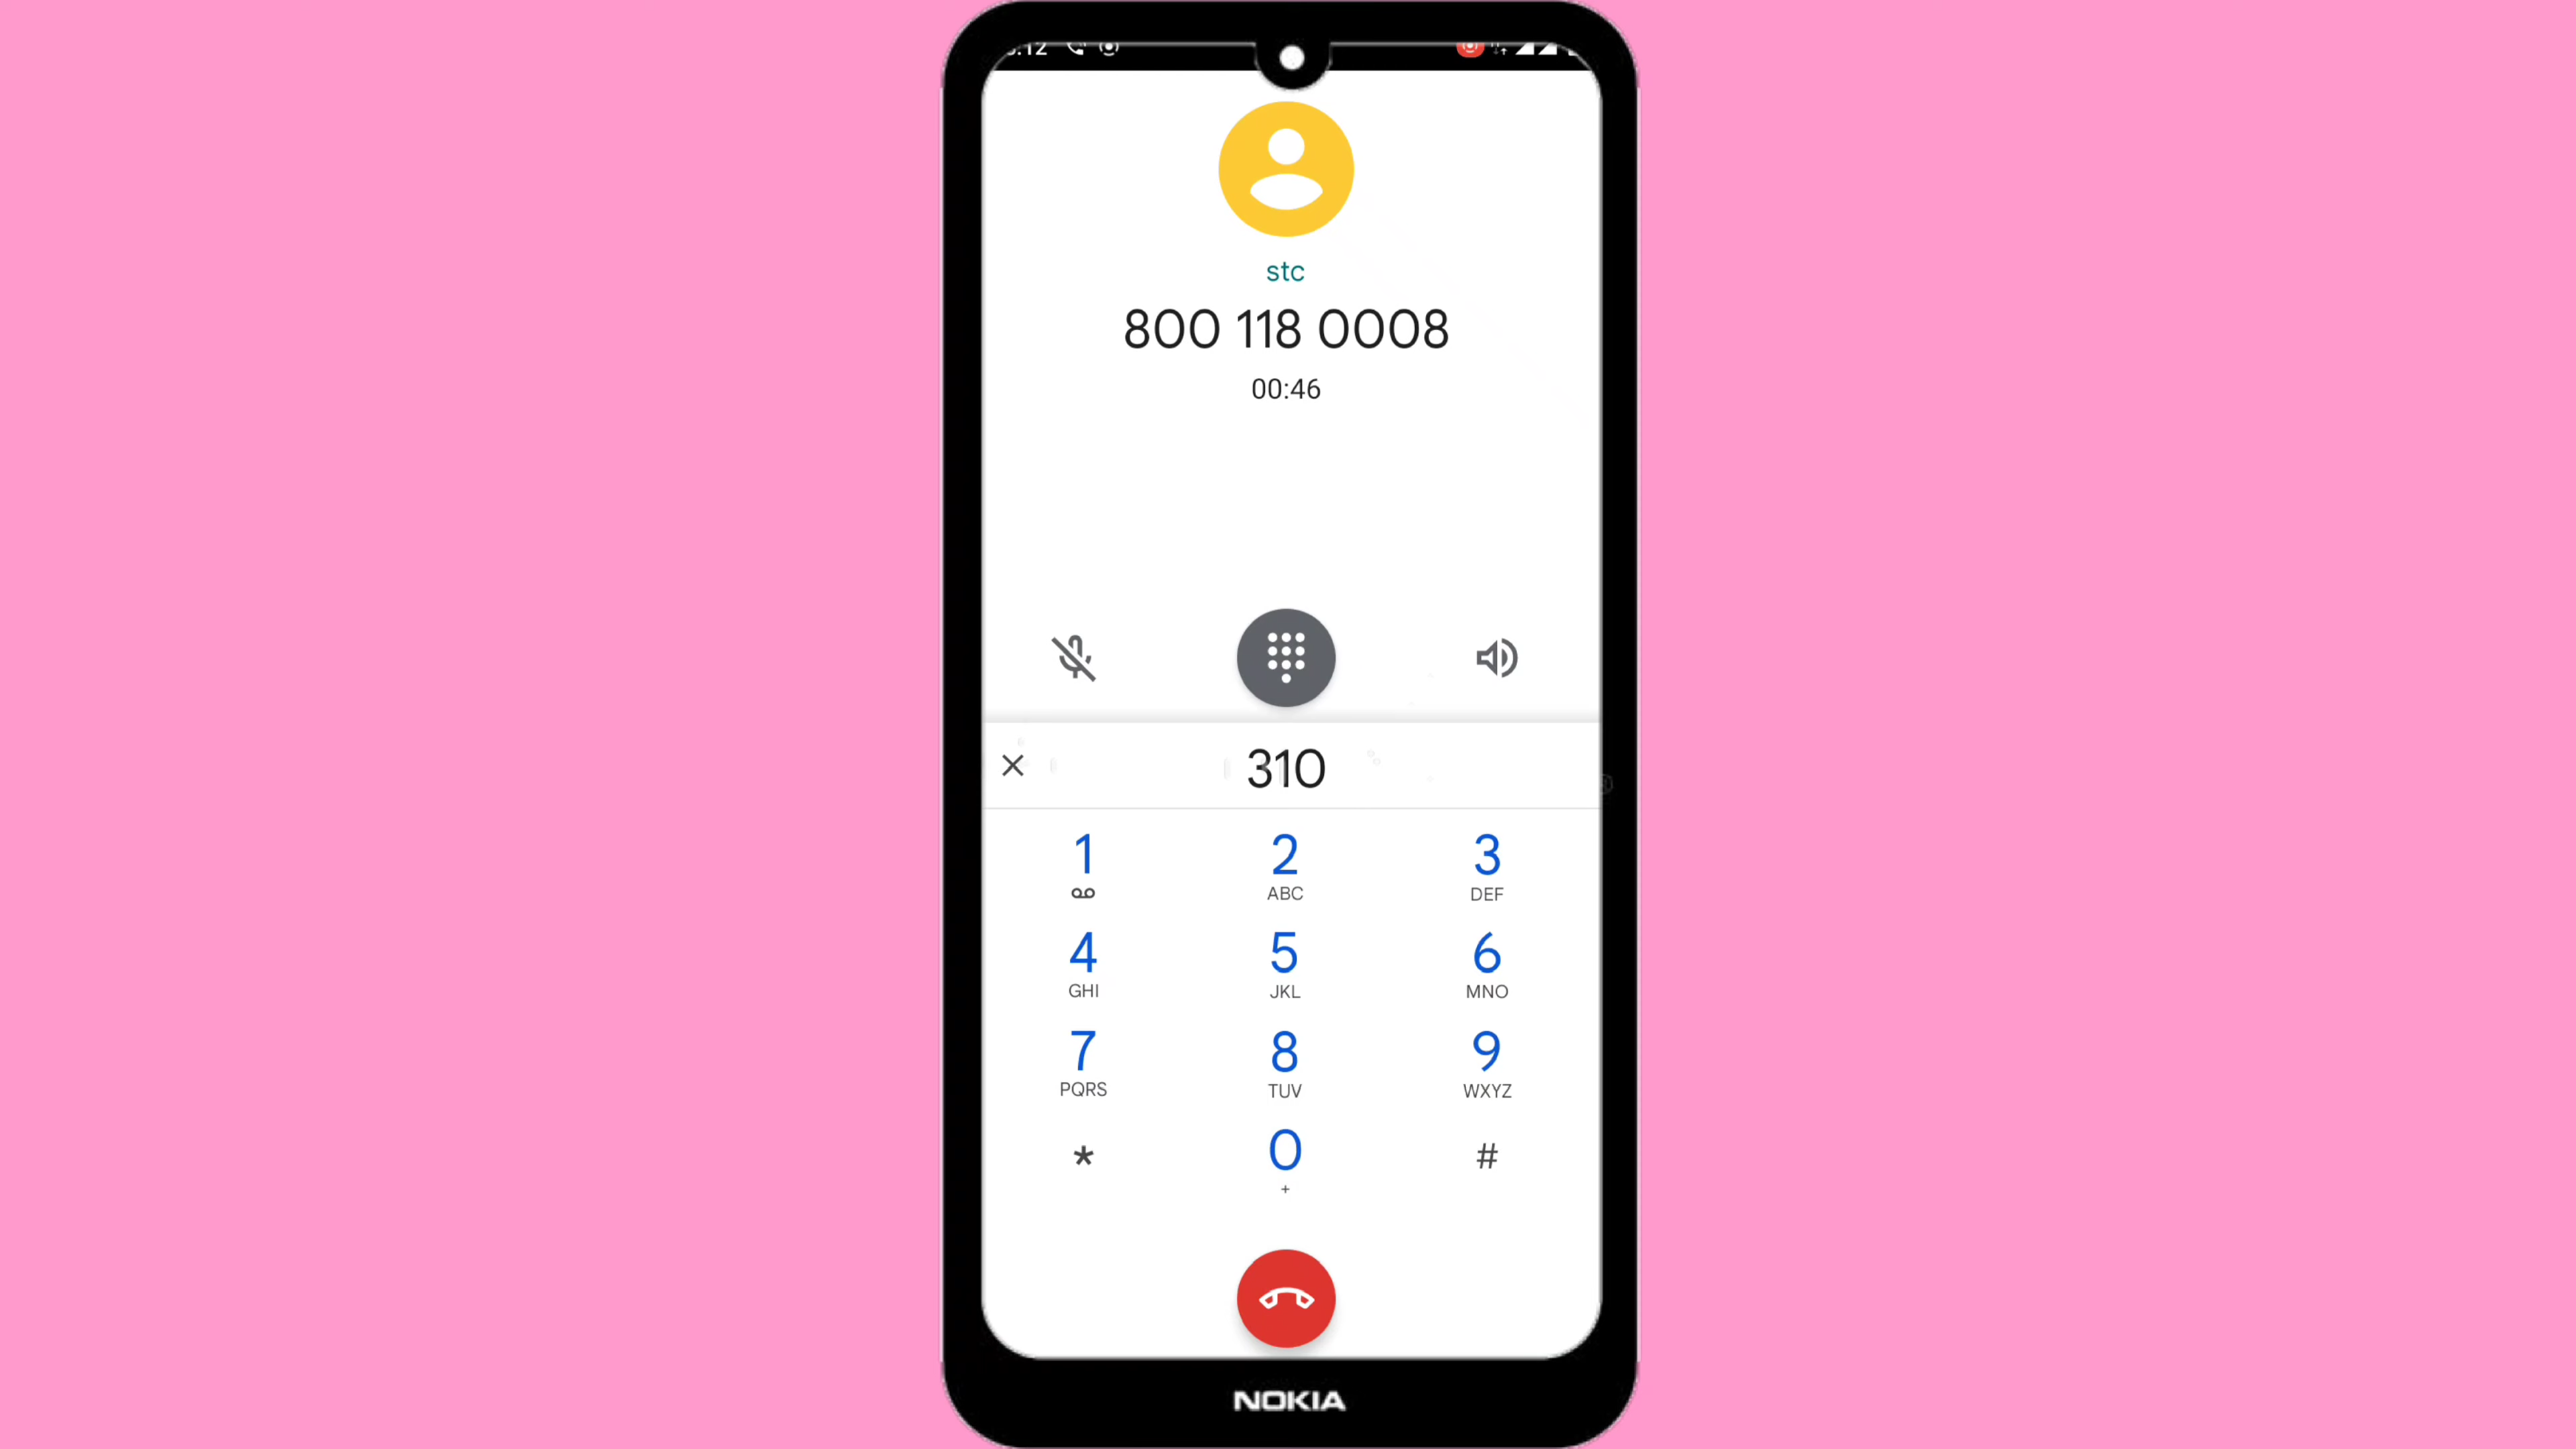 stc
800 118 0008
00:46
310
1 2 3
ABC DEF
4 5 6
GHI JKL MNO
7 8 9
PQRS TUV WXYZ
* 0 #
+
NOKIA